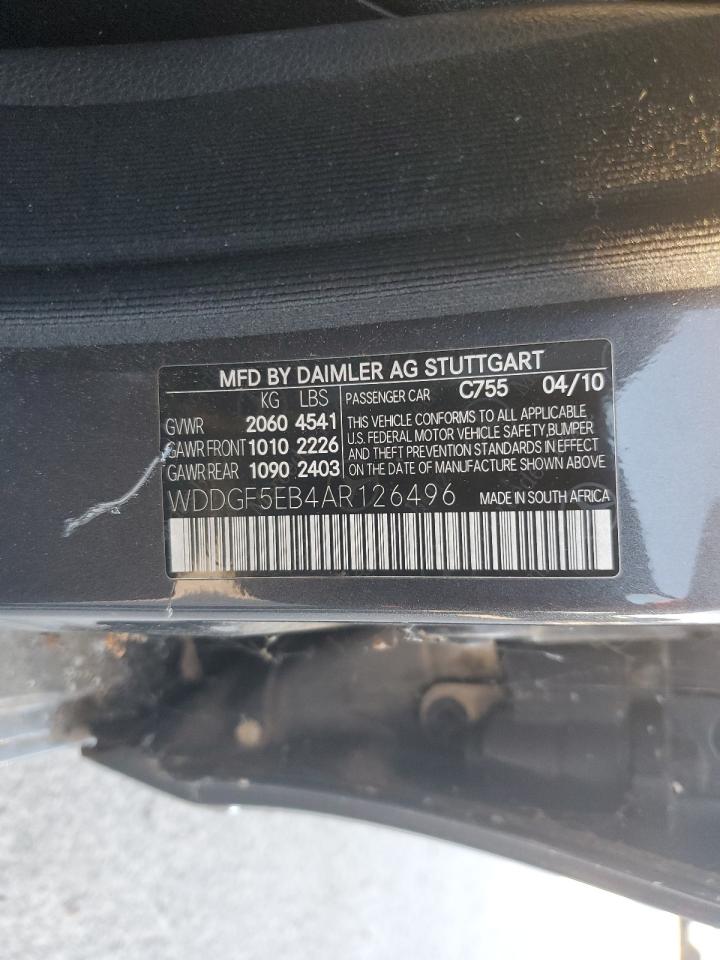 MFD BY DAIMLER AG STUTTGART
KG LBS PASSENGER CAR C755 04/10
GVWR 2060 4541
GAWR FRONT 1010 2226
GAWR REAR 1090 2403
THIS VEHICLE CONFORMS TO ALL APPLICABLE
U.S. FEDERAL MOTOR VEHICLE SAFETY, BUMPER
AND THEFT PREVENTION STANDARDS IN EFFECT
ON THE DATE OF MANUFACTURE SHOWN ABOVE
WDDGF5EB4AR126496 MADE IN SOUTH AFRICA